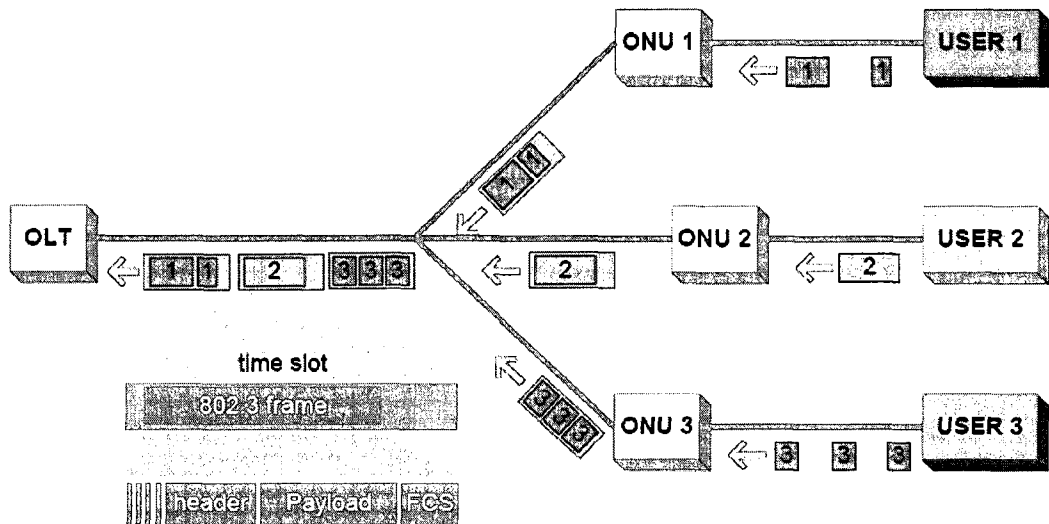 ONU 1
USER 1
1 1
1 1
OLT
ONU 2
USER 2
1 1 2 3 3 3
2
2
time slot
802.3 frame
3 3 3
ONU 3
USER 3
3 3 3
header Payload FCS